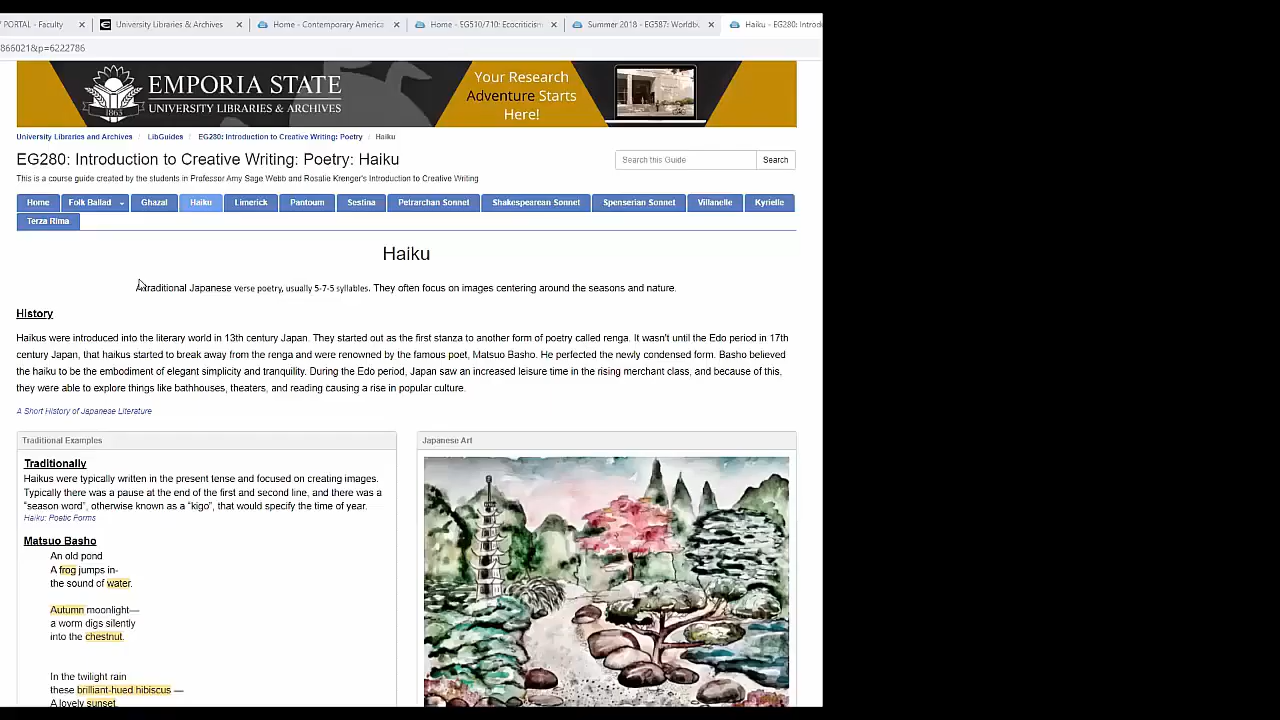 PORTAL - AMERIC
University Libraries & Archives
Home - Contemporary America
Home - SG510/710: Ecocriticism
Summer 2018 - EG587: Worldbu
Haiku - EG280: Introd
866021&p=6222786
EMPORIA STATE
UNIVERSITY LIBRARIES & ARCHIVES
1863
Your Research
Adventure Starts
Here!
University Libraries and Archives / LibGuides / EG280: Introduction to Creative Writing: Poetry / Haiku
EG280: Introduction to Creative Writing: Poetry: Haiku
Search this Guide
Search
This is a course guide created by the students in Professor Amy Sage Webb and Rosalie Krenger's Introduction to Creative Writing
Home
Folk Ballad
Ghazal
Haiku
Limerick
Pantoum
Sestina
Petrarchan Sonnet
Shakespearean Sonnet
Spenserian Sonnet
Villanelle
Kyrielle
Terza Rima
Haiku
A traditional Japanese verse poetry, usually 5-7-5 syllables. They often focus on images centering around the seasons and nature.
History
Haikus were introduced into the literary world in 13th century Japan. They started out as the first stanza to another form of poetry called renga. It wasn't until the Edo period in 17th
century Japan, that haikus started to break away from the renga and were renowned by the famous poet, Matsuo Basho. He perfected the newly condensed form. Basho believed
the haiku to be the embodiment of elegant simplicity and tranquility. During the Edo period, Japan saw an increased leisure time in the rising merchant class, and because of this,
they were able to explore things like bathhouses, theaters, and reading causing a rise in popular culture.
A Short History of Japanese Literature
Traditional Examples
Traditionally
Haikus were typically written in the present tense and focused on creating images.
Typically there was a pause at the end of the first and second line, and there was a
"season word", otherwise known as a "kigo", that would specify the time of year.
Haiku: Poetic Forms
Matsuo Basho
An old pond
A frog jumps in-
the sound of water.
Autumn moonlight—
a worm digs silently
into the chestnut.
In the twilight rain
these brilliant-hued hibiscus —
A lovely sunset.
Japanese Art